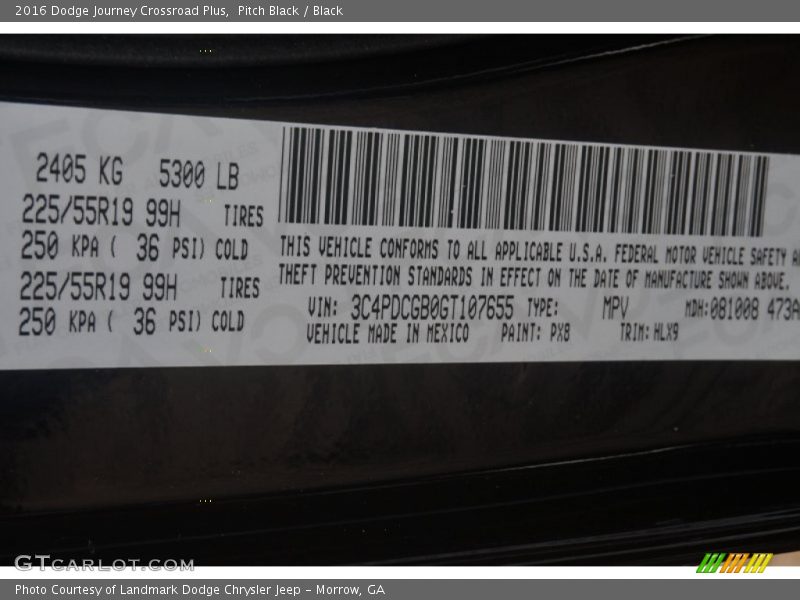 2016 Dodge Journey Crossroad Plus,  Pitch Black / Black
2405 KG 5300 LB
225/55R19 99H TIRES
250 KPA ( 36 PSI) COLD
225/55R19 99H TIRES
250 KPA ( 36 PSI) COLD
THIS VEHICLE CONFORMS TO ALL APPLICABLE U.S.A. FEDERAL MOTOR VEHICLE SAFETY
THEFT PREVENTION STANDARDS IN EFFECT ON THE DATE OF MANUFACTURE SHOWN ABOVE.
VIN: 3C4PDCGB0GT107655 TYPE: MPV MDH:081008 473A
VEHICLE MADE IN MEXICO PAINT: PX8 TRIM: HLX9
GTCARLOT.COM
Photo Courtesy of Landmark Dodge Chrysler Jeep – Morrow, GA